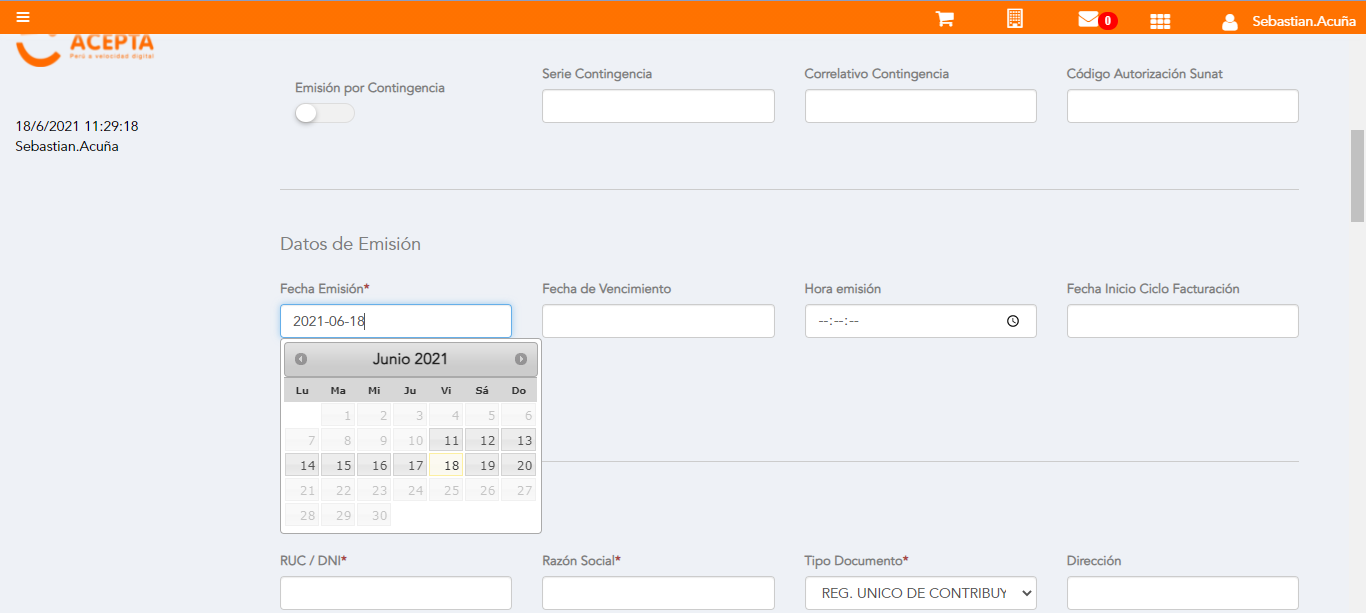 0
Sebastian.Acuña
ACEPTA
Perú a velocidad digital
18/6/2021 11:29:18
Sebastian.Acuña
Emisión por Contingencia
Serie Contingencia
Correlativo Contingencia
Código Autorización Sunat
Datos de Emisión
Fecha Emisión*
Fecha de Vencimiento
Hora emisión
Fecha Inicio Ciclo Facturación
2021-06-18
--:--:--
Junio 2021
Lu Ma Mi Ju Vi Sá Do
1 2 3 4 5 6
7 8 9 10 11 12 13
14 15 16 17 18 19 20
21 22 23 24 25 26 27
28 29 30
RUC / DNI*
Razón Social*
Tipo Documento*
Dirección
REG. UNICO DE CONTRIBUY